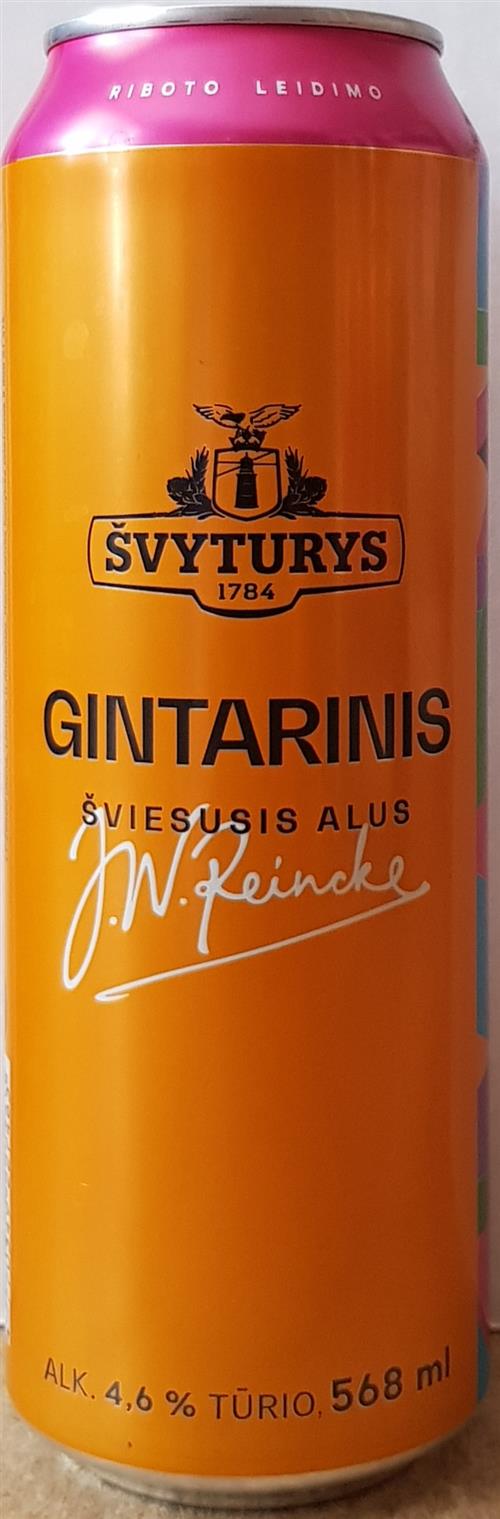 RIBOTO LEIDIMO
ŠVYTURYS
1784
GINTARINIS
ŠVIESUSIS ALUS
J.W.Reincke
ALK. 4,6 % TŪRIO, 568 ml